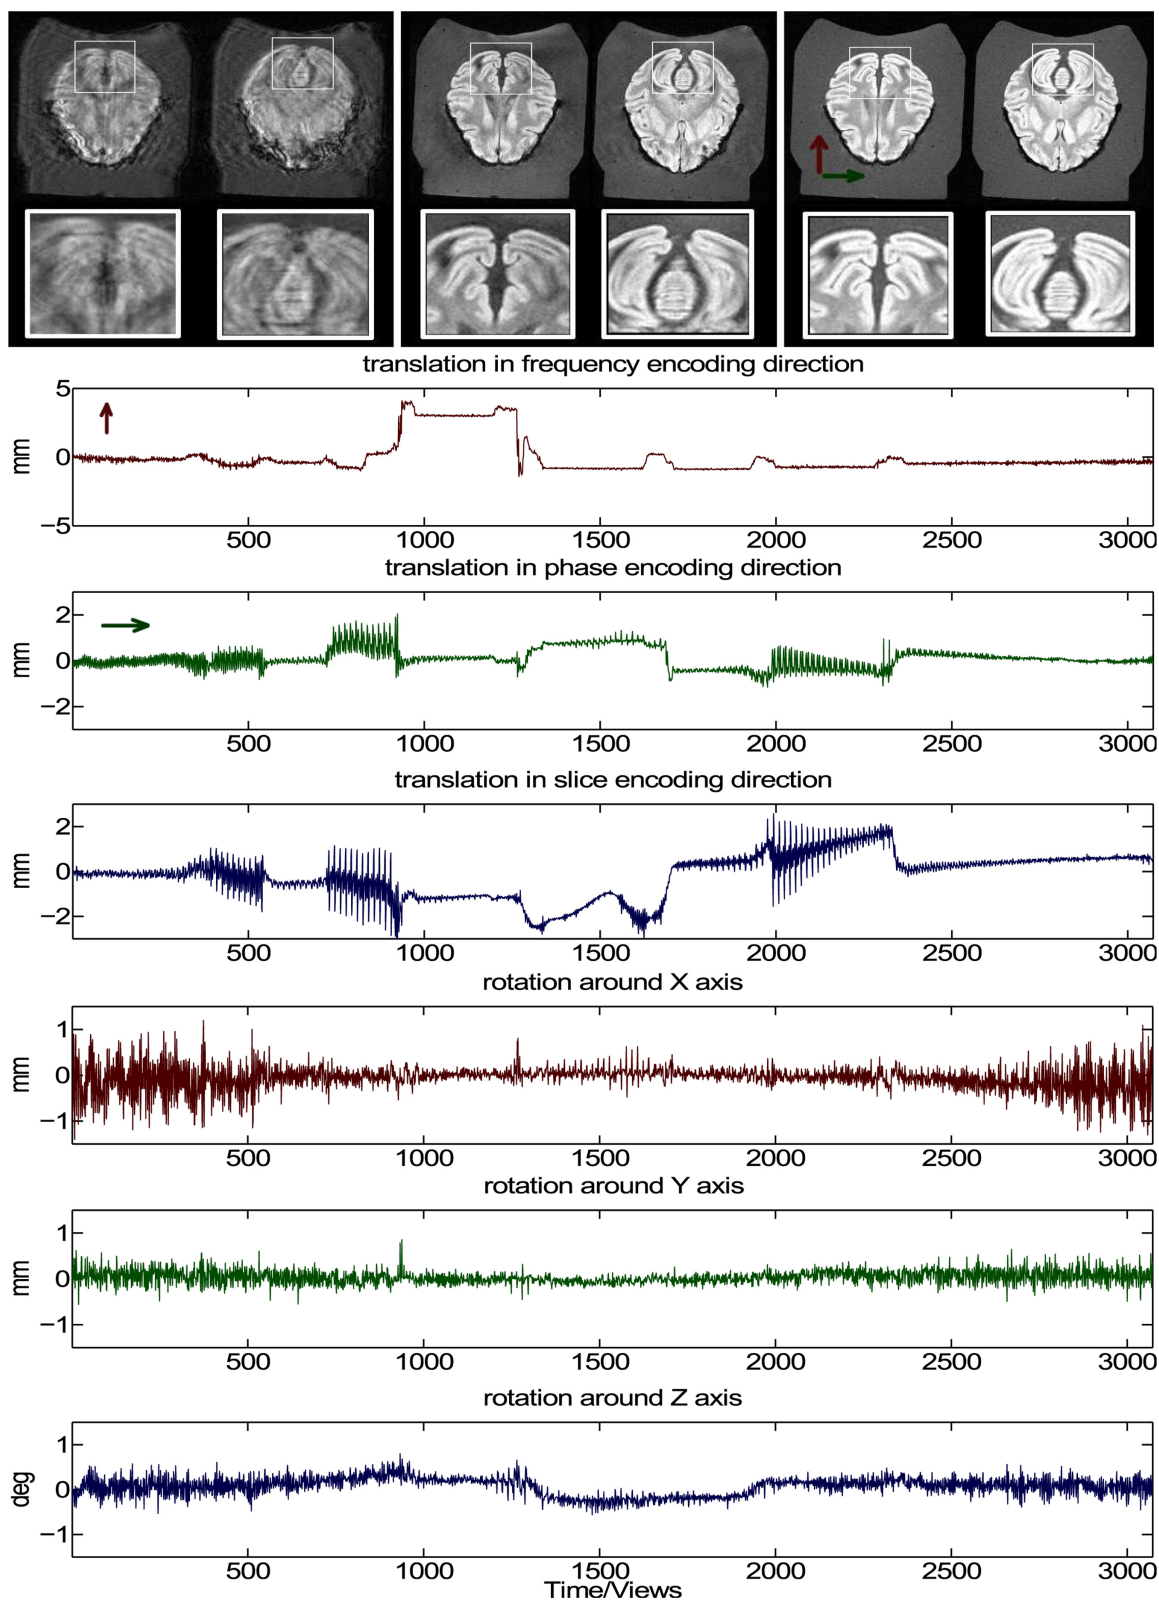 translation in frequency encoding direction
5
0
−5
mm
500 1000 1500 2000 2500 3000
translation in phase encoding direction
2
0
−2
mm
500 1000 1500 2000 2500 3000
translation in slice encoding direction
2
0
−2
mm
500 1000 1500 2000 2500 3000
rotation around X axis
1
0
−1
mm
500 1000 1500 2000 2500 3000
rotation around Y axis
1
0
−1
mm
500 1000 1500 2000 2500 3000
rotation around Z axis
1
0
−1
deg
500 1000 1500 2000 2500 3000
Time/Views